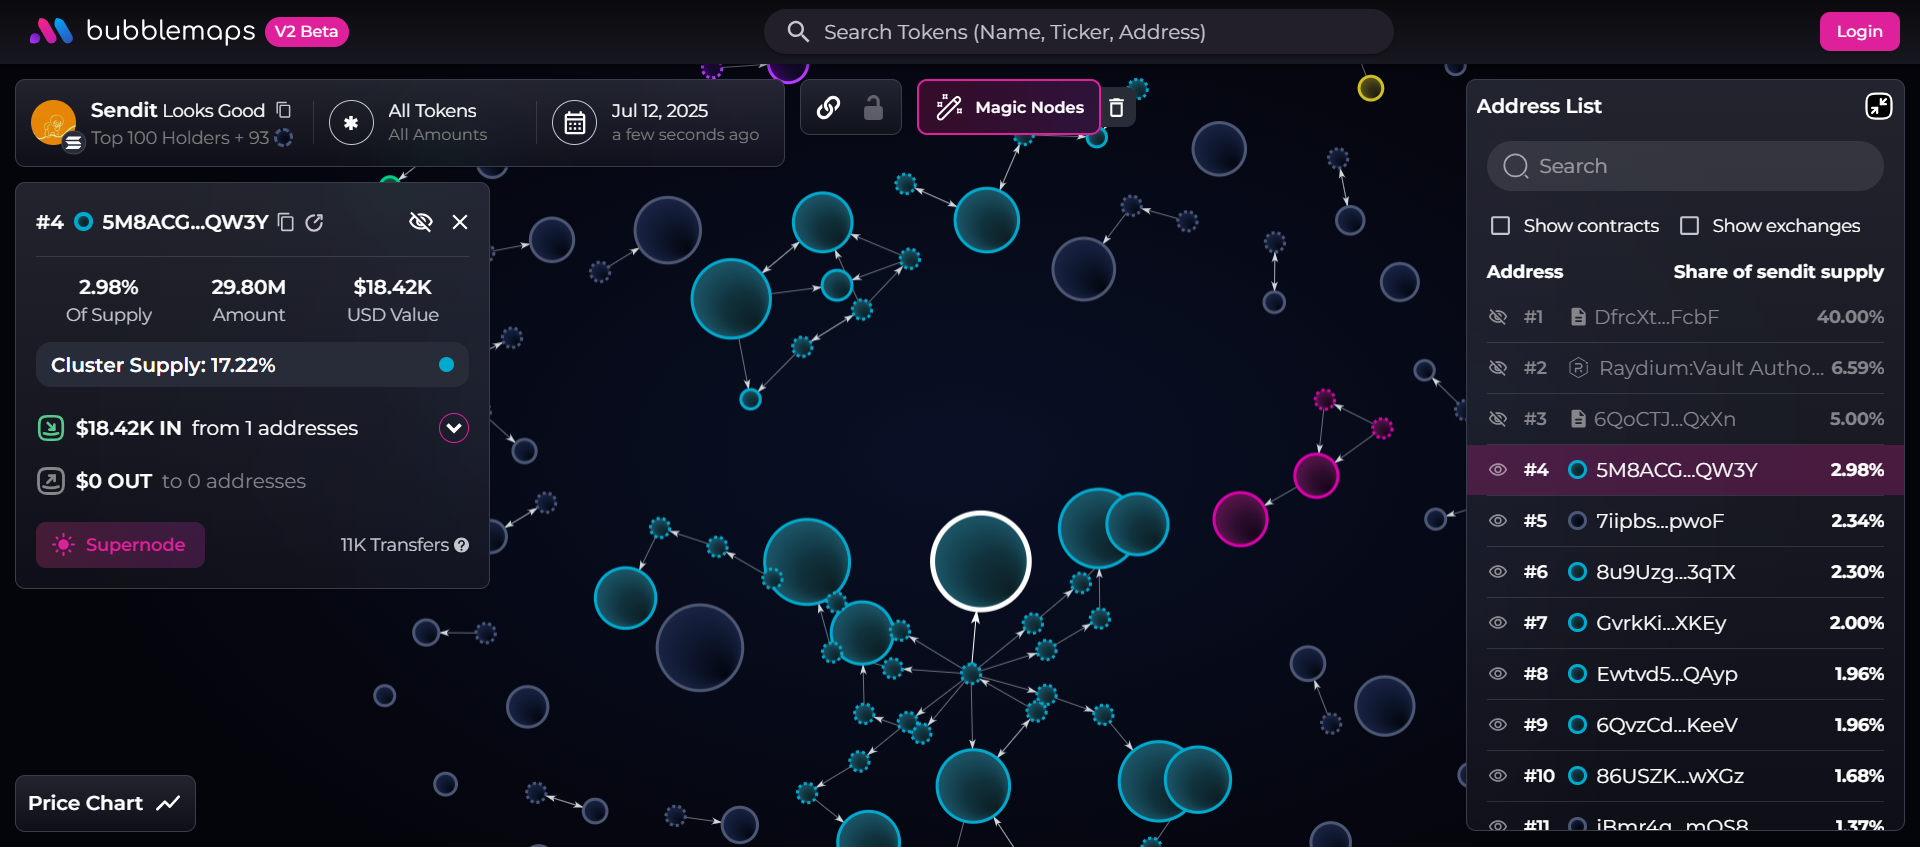 bubblemaps V2 Beta
Search Tokens (Name, Ticker, Address)
Login
Sendit Looks Good
Top 100 Holders + 93
All Tokens
All Amounts
Jul 12, 2025
a few seconds ago
Magic Nodes
#4 5M8ACG...QW3Y
2.98%
Of Supply
29.80M
Amount
$18.42K
USD Value
Cluster Supply: 17.22%
$18.42K IN from 1 addresses
$0 OUT to 0 addresses
Supernode
11K Transfers
Price Chart
Address List
Search
Show contracts
Show exchanges
Address Share of sendit supply
#1 DfrcXt...FcbF 40.00%
#2 Raydium:Vault Autho... 6.59%
#3 6QoCTJ...QxXn 5.00%
#4 5M8ACG...QW3Y 2.98%
#5 7iipbs...pwoF 2.34%
#6 8u9Uzg...3qTX 2.30%
#7 GvrkKi...XKEy 2.00%
#8 Ewtvd5...QAyp 1.96%
#9 6QvzCd...KeeV 1.96%
#10 86USZK...wXGz 1.68%
#11 1.37%